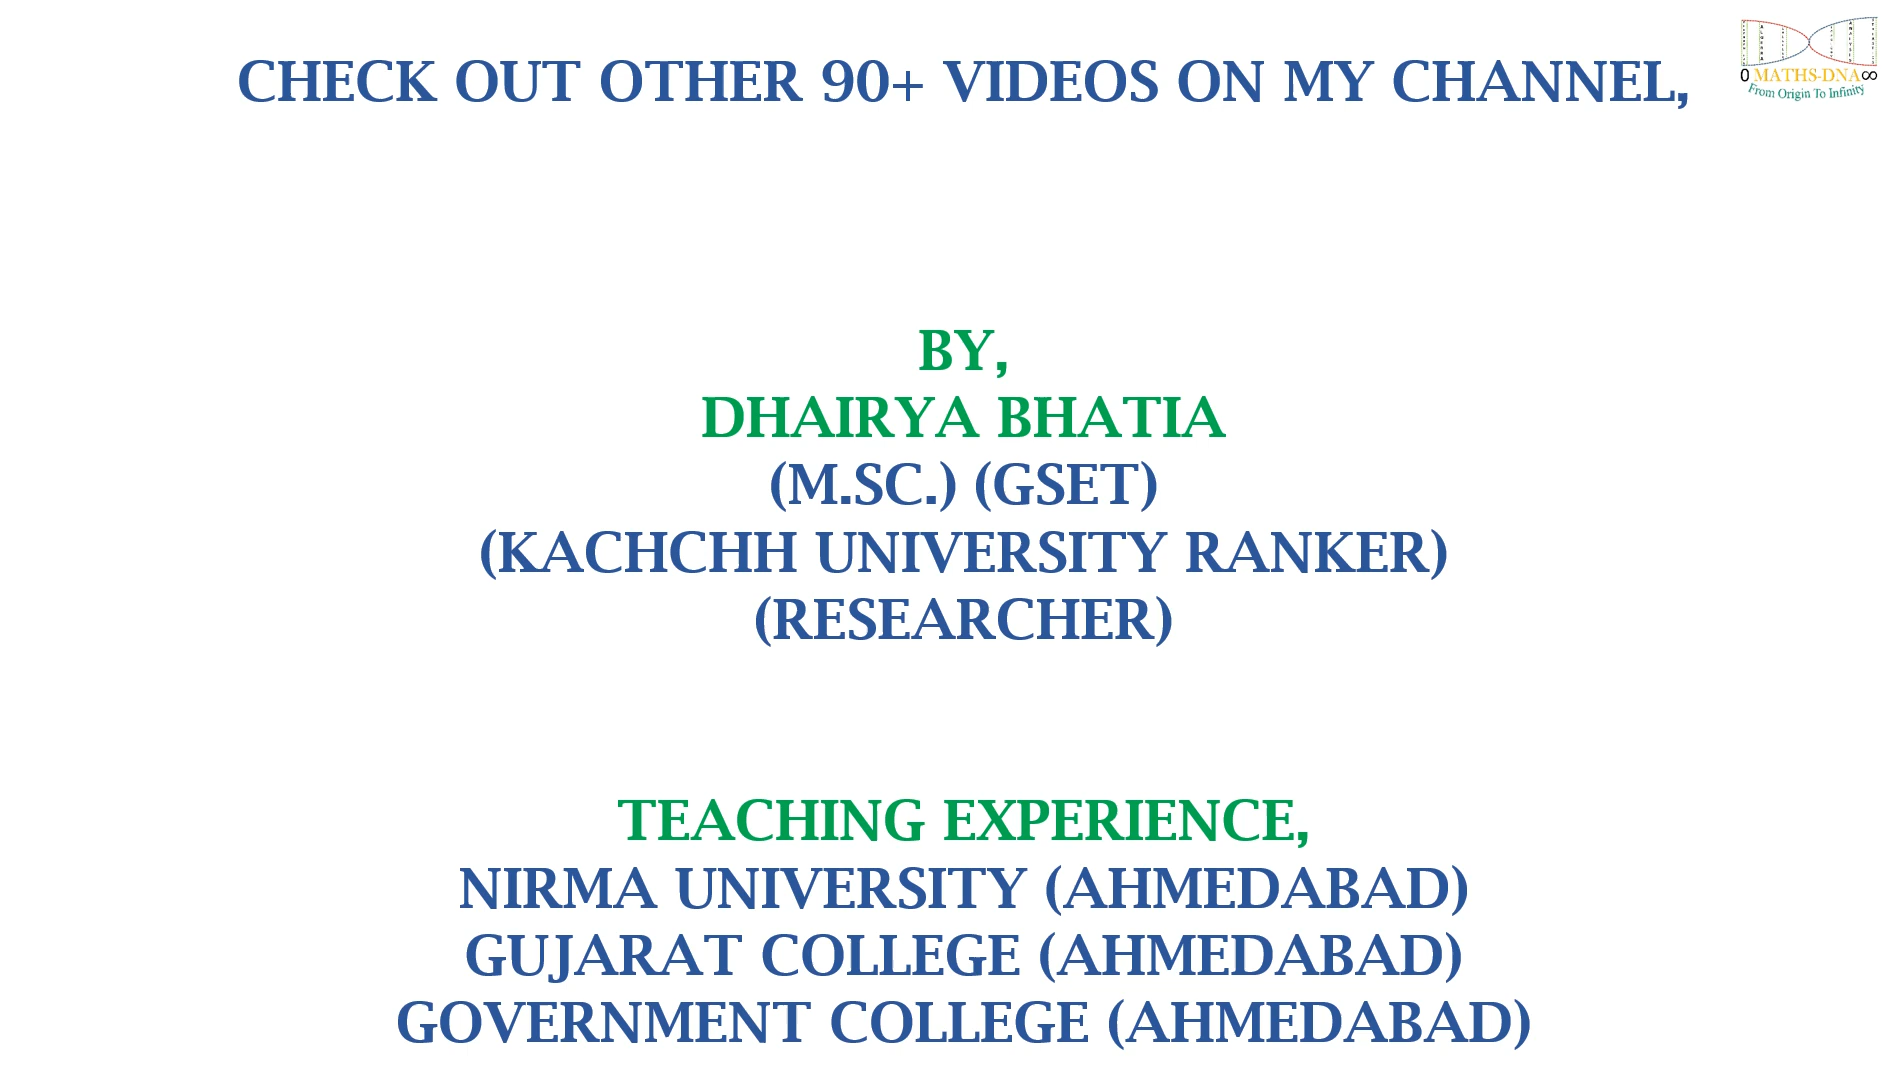 CHECK OUT OTHER 90+ VIDEOS ON MY CHANNEL,
0 MATHS-DNA∞
From Origin To Infinity
BY,
DHAIRYA BHATIA
(M.SC.) (GSET)
(KACHCHH UNIVERSITY RANKER)
(RESEARCHER)
TEACHING EXPERIENCE,
NIRMA UNIVERSITY (AHMEDABAD)
GUJARAT COLLEGE (AHMEDABAD)
GOVERNMENT COLLEGE (AHMEDABAD)